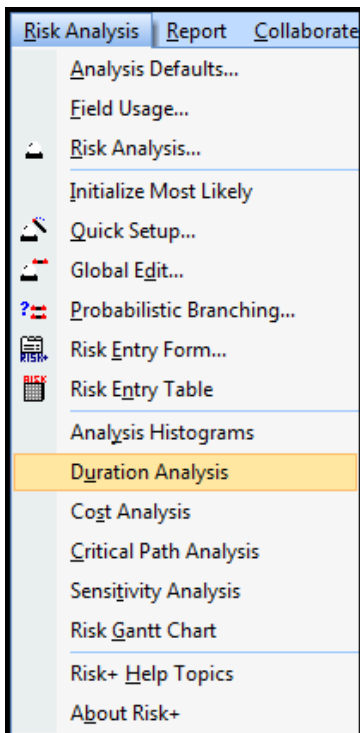 Risk Analysis Report Collaborate
Analysis Defaults...
Field Usage...
Risk Analysis...
Initialize Most Likely
Quick Setup...
Global Edit...
?
Probabilistic Branching...
RISK+
Risk Entry Form...
RISK
Risk Entry Table
Analysis Histograms
Duration Analysis
Cost Analysis
Critical Path Analysis
Sensitivity Analysis
Risk Gantt Chart
Risk+ Help Topics
About Risk+